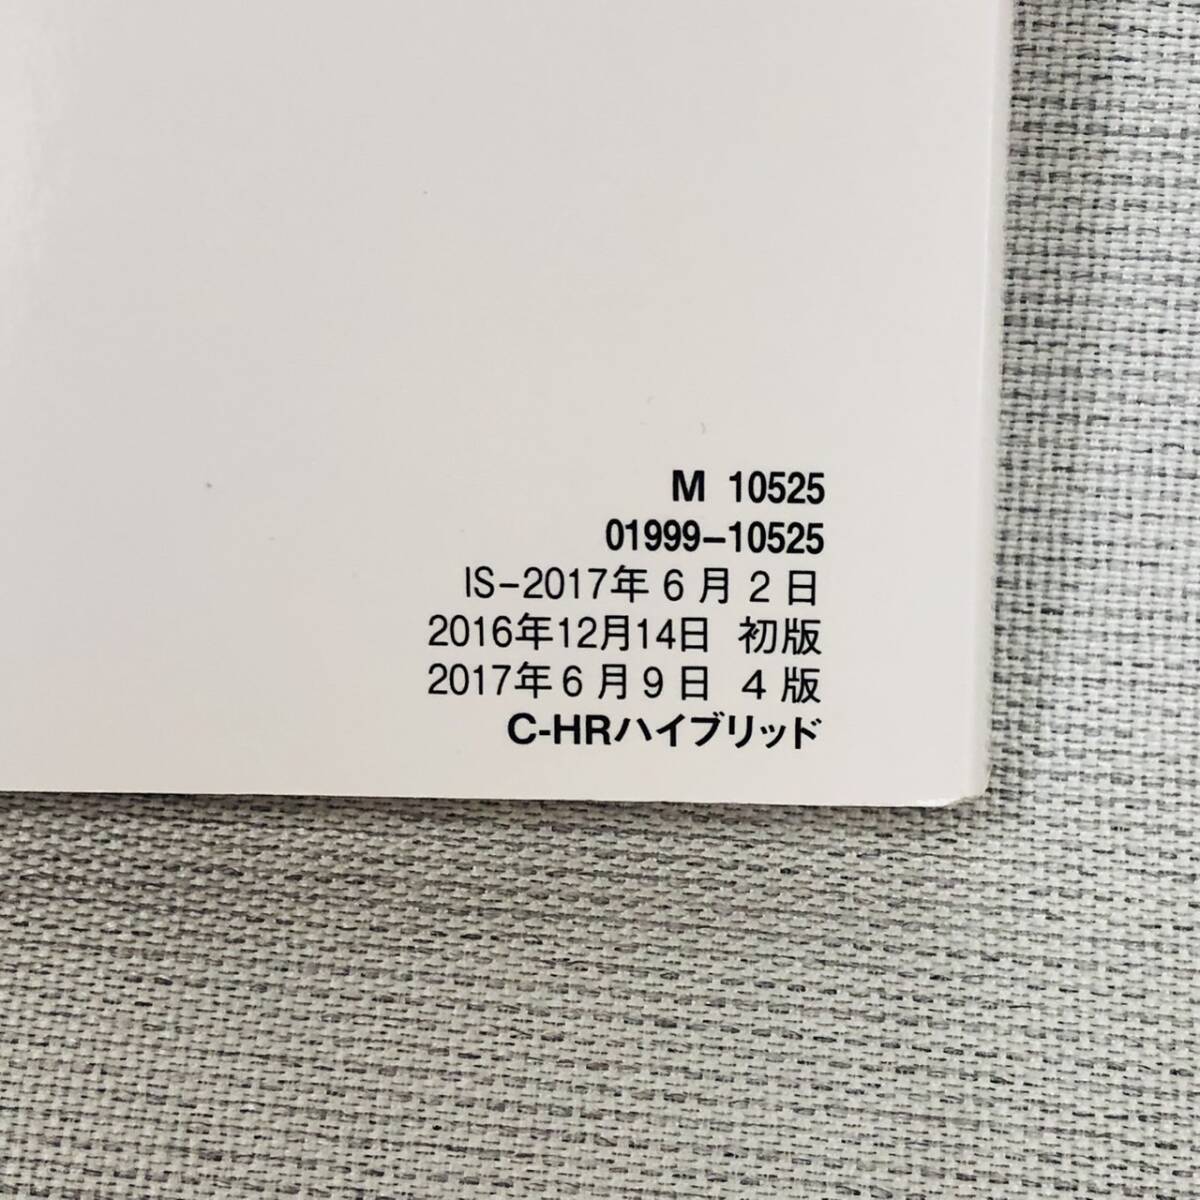 M 10525
01999-10525
IS-2017年6月2日
2016年12月14日 初版
2017年6月9日 4版
C-HRハイブリッド